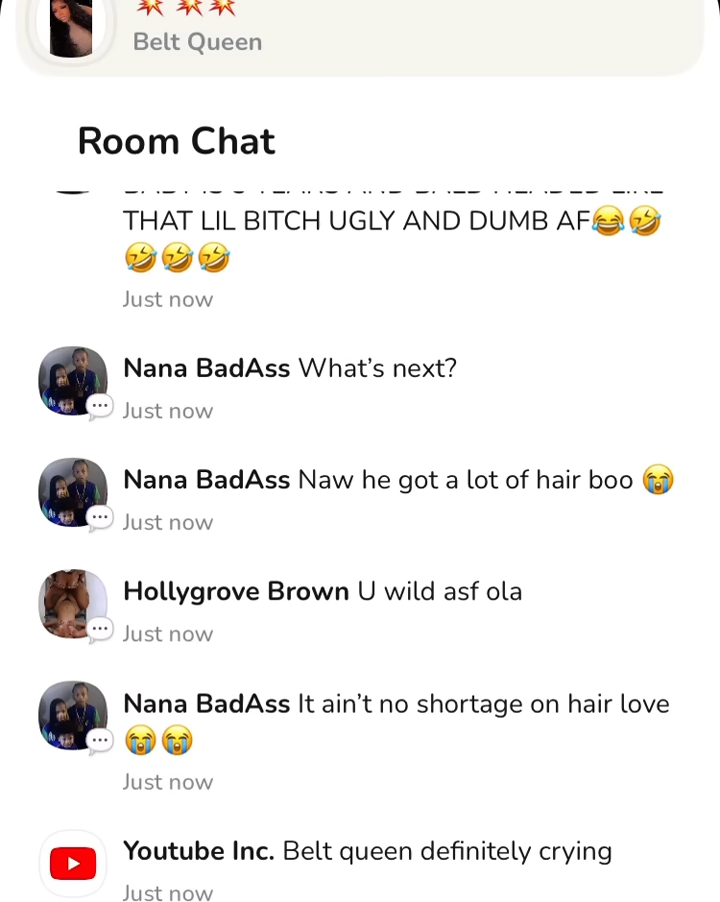 💥 💥 💥
Belt Queen
Room Chat
THAT LIL BITCH UGLY AND DUMB AF😂🤣
🤣🤣🤣
Just now
Nana BadAss What's next?
Just now
Nana BadAss Naw he got a lot of hair boo 😭
Just now
Hollygrove Brown U wild asf ola
Just now
Nana BadAss It ain't no shortage on hair love
😭😭
Just now
Youtube Inc. Belt queen definitely crying
Just now